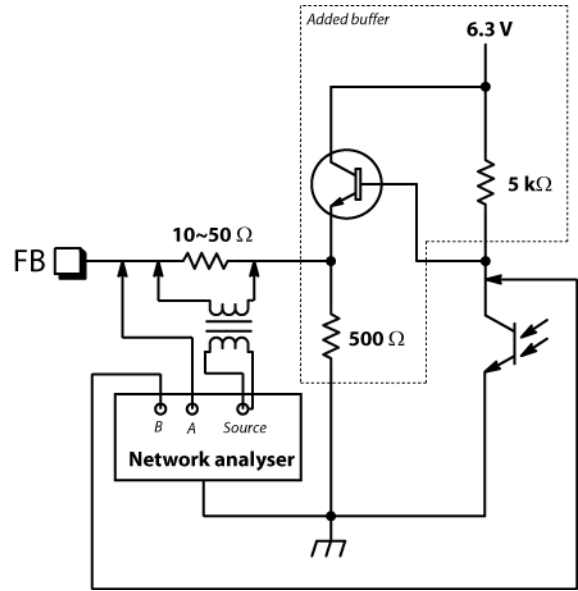 Added buffer
6.3 V
5 kΩ
10~50 Ω
FB
500 Ω
B
A
Source
Network analyser